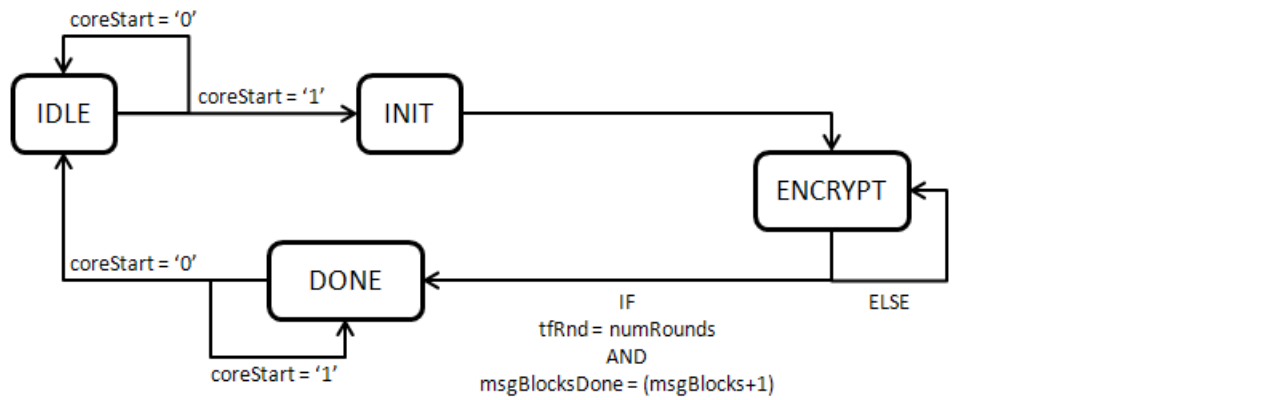 coreStart = ‘0’
coreStart = ‘1’
IDLE
INIT
ENCRYPT
coreStart = ‘0’
DONE
IF
ELSE
tfRnd = numRounds
AND
coreStart = ‘1’
msgBlocksDone = (msgBlocks+1)